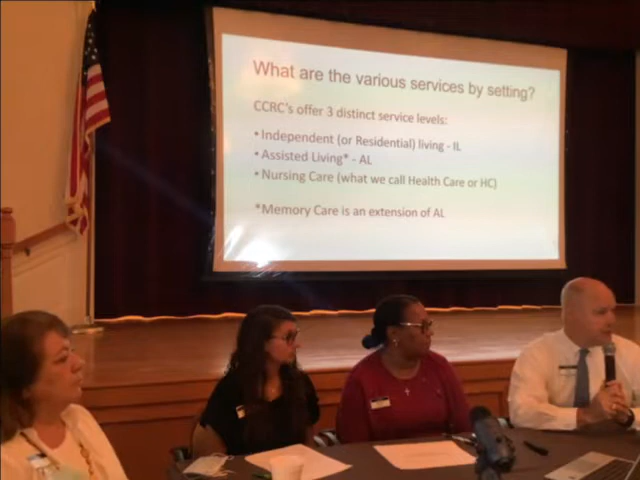 What are the various services by setting?
CCRC's offer 3 distinct service levels:
• Independent (or Residential) living - IL
• Assisted Living* - AL
• Nursing Care (what we call Health Care or HC)
*Memory Care is an extension of AL